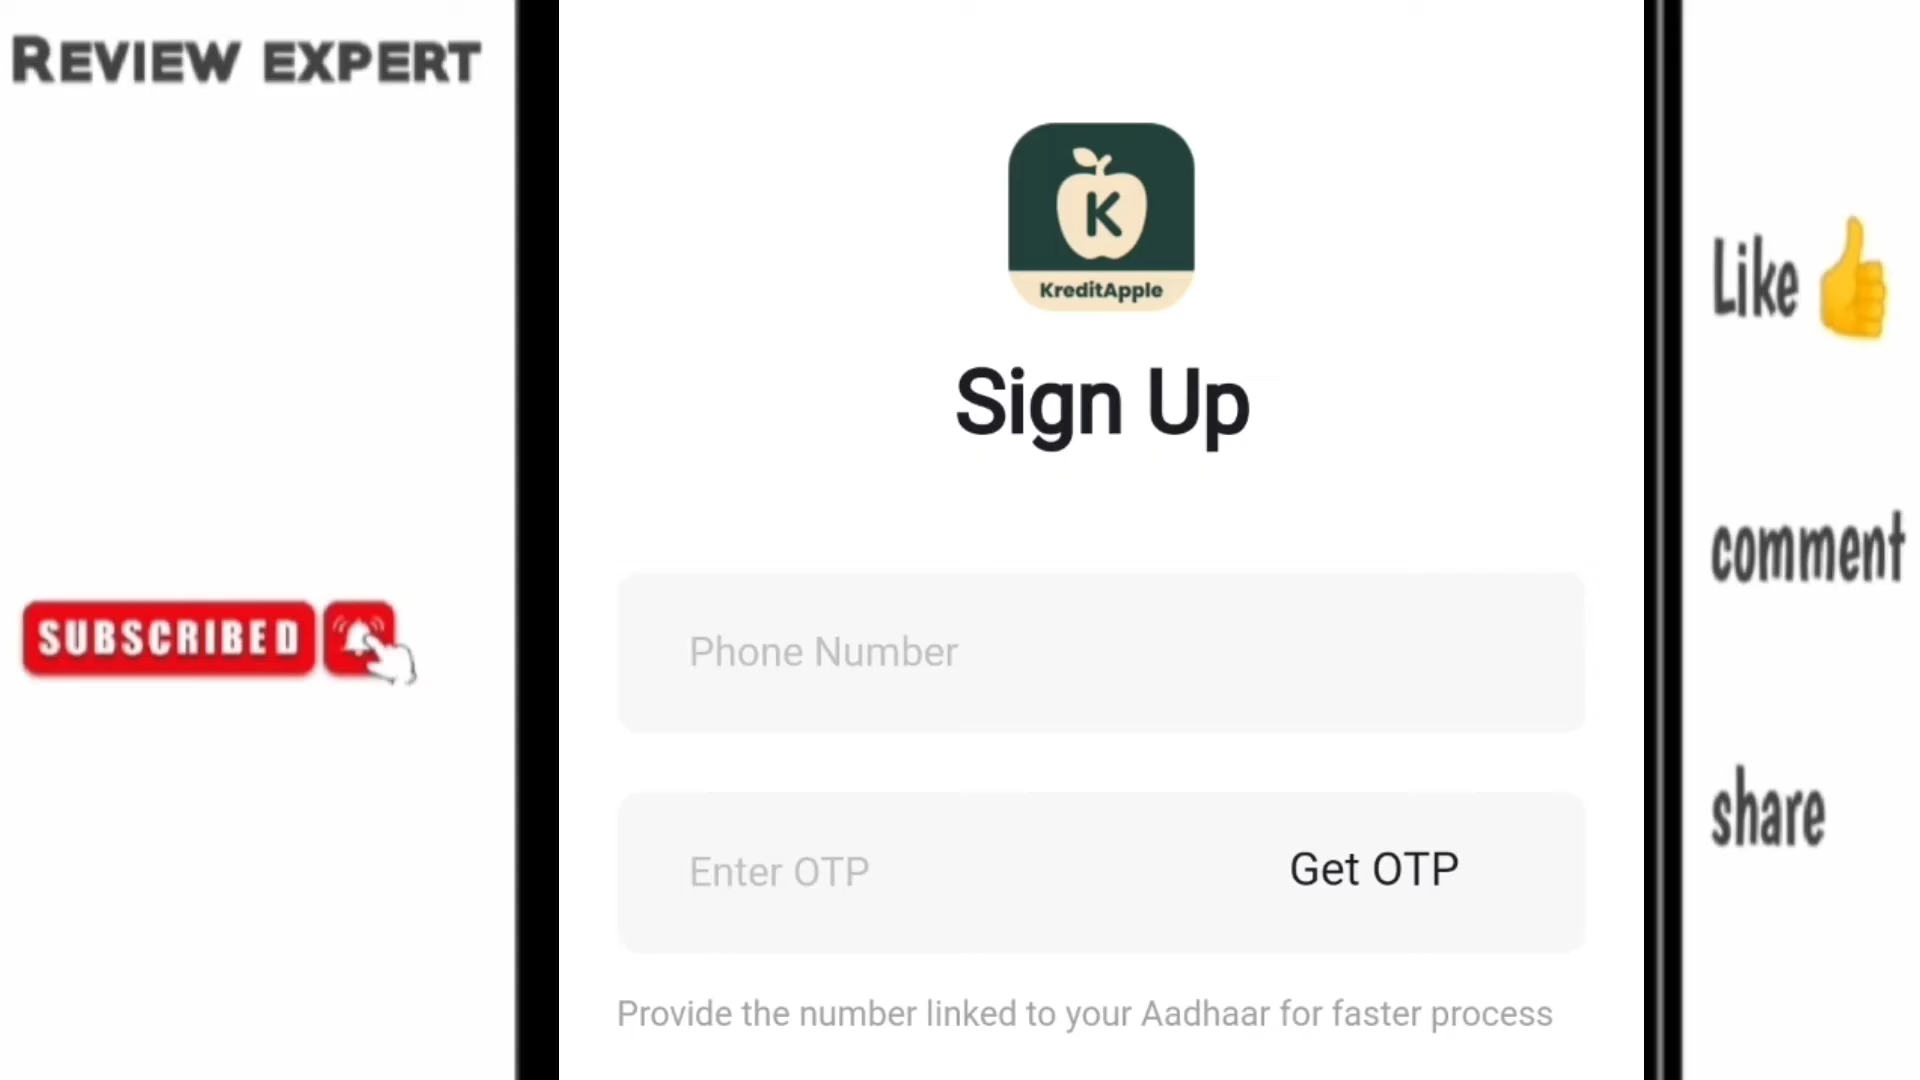 REVIEW EXPERT
SUBSCRIBED
K
KreditApple
Sign Up
Phone Number
Enter OTP
Get OTP
Provide the number linked to your Aadhaar for faster process
Like
comment
share